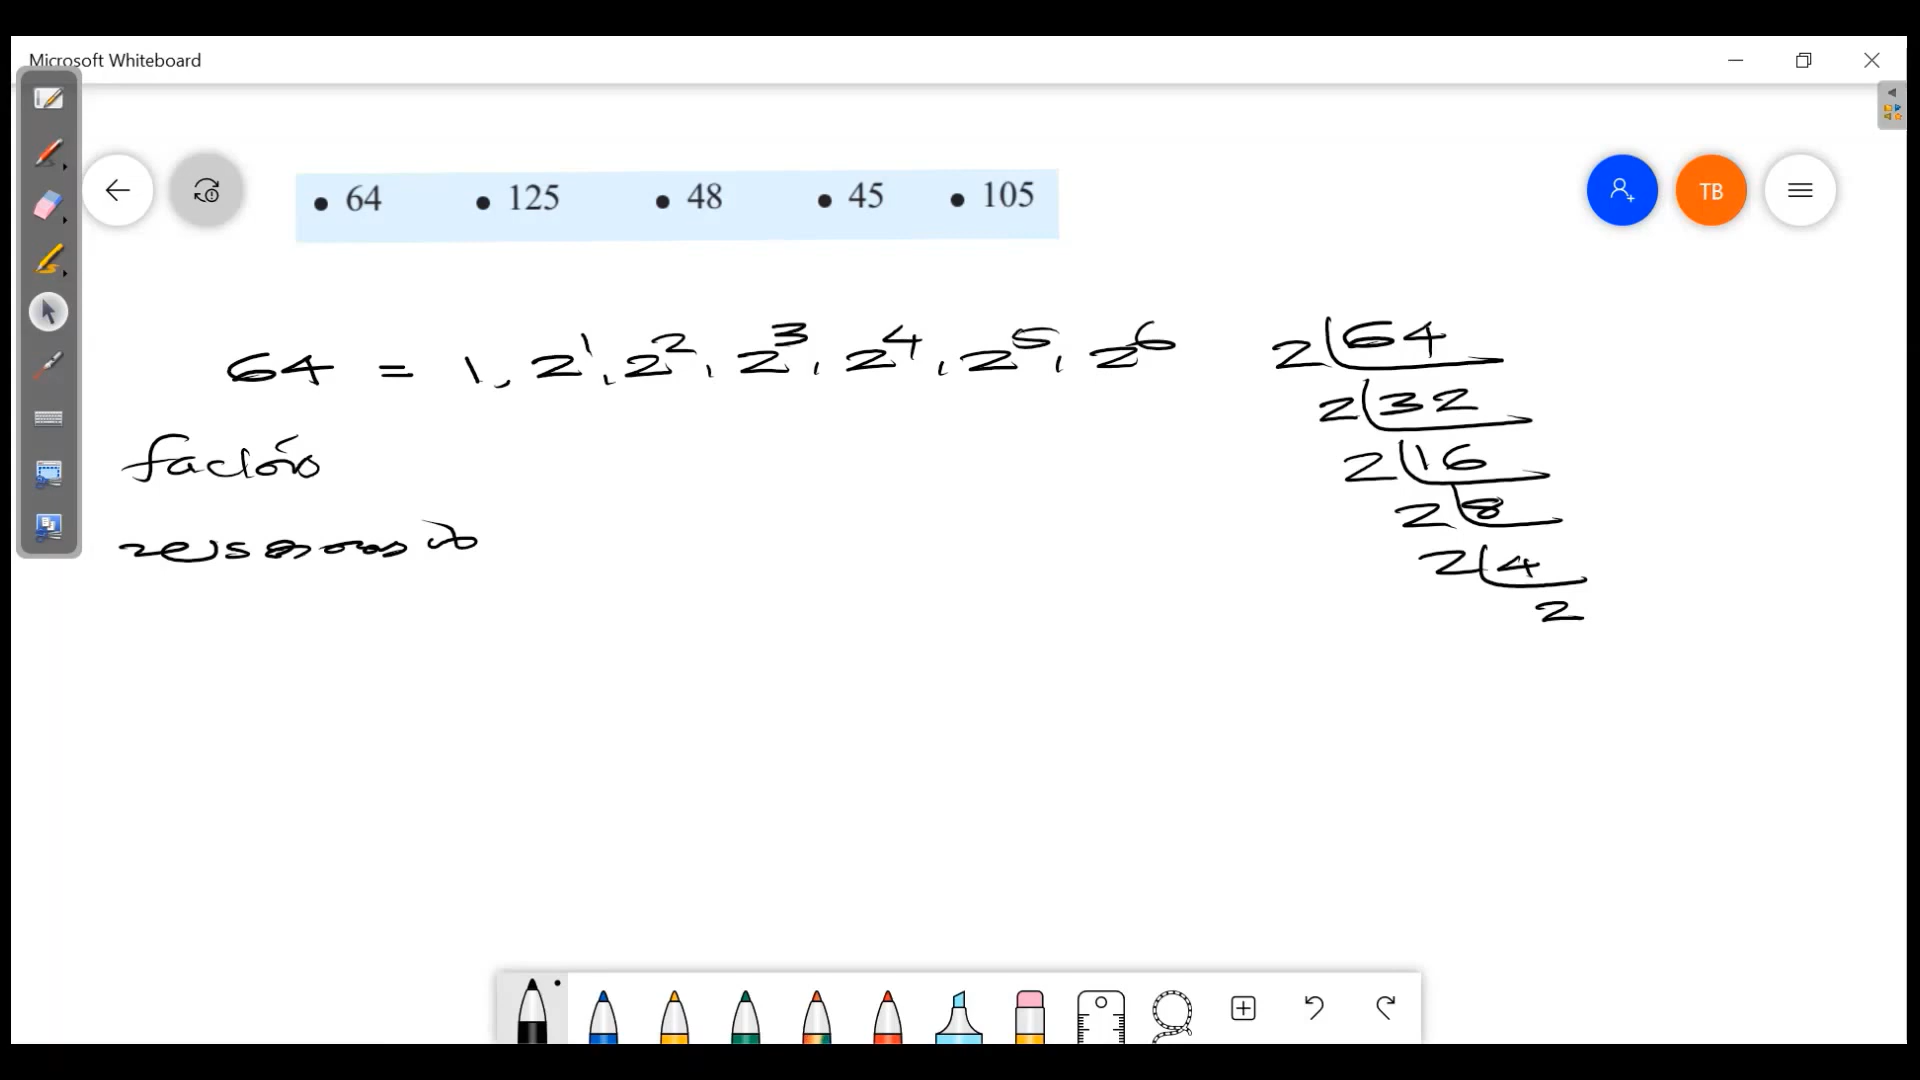 Microsoft Whiteboard
TB
• 64 • 125 • 48 • 45 • 105
64 = 1, 2¹, 2², 2³, 2⁴, 2⁵, 2⁶
2 64
2 32
2 16
2 8
2 4
2